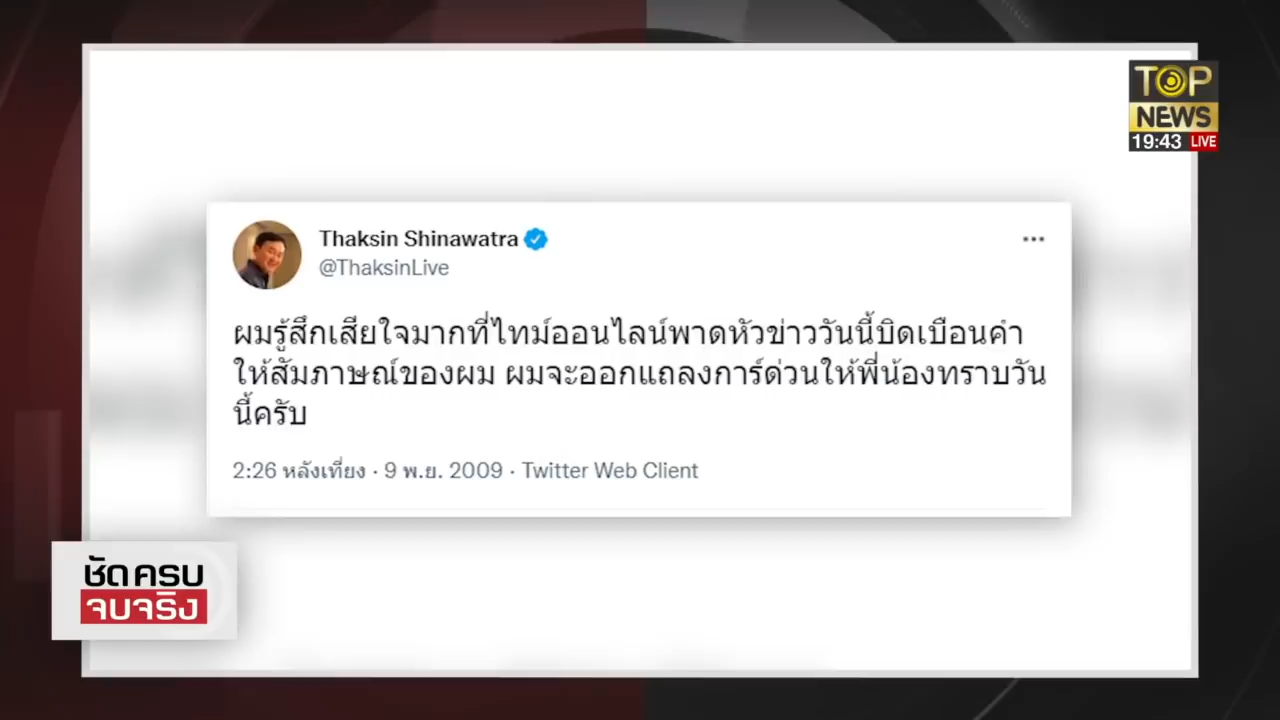 TOP
NEWS
19:43 LIVE
Thaksin Shinawatra
@ThaksinLive
ผมรู้สึกเสียใจมากที่ไทม์ออนไลน์พาดหัวข่าววันนี้บิดเบือนคำ
ให้สัมภาษณ์ของผม ผมจะออกแถลงการ์ด่วนให้พี่น้องทราบวัน
นี้ครับ
2:26 หลังเที่ยง · 9 พ.ย. 2009 · Twitter Web Client
ชัด ครบ
จบจริง